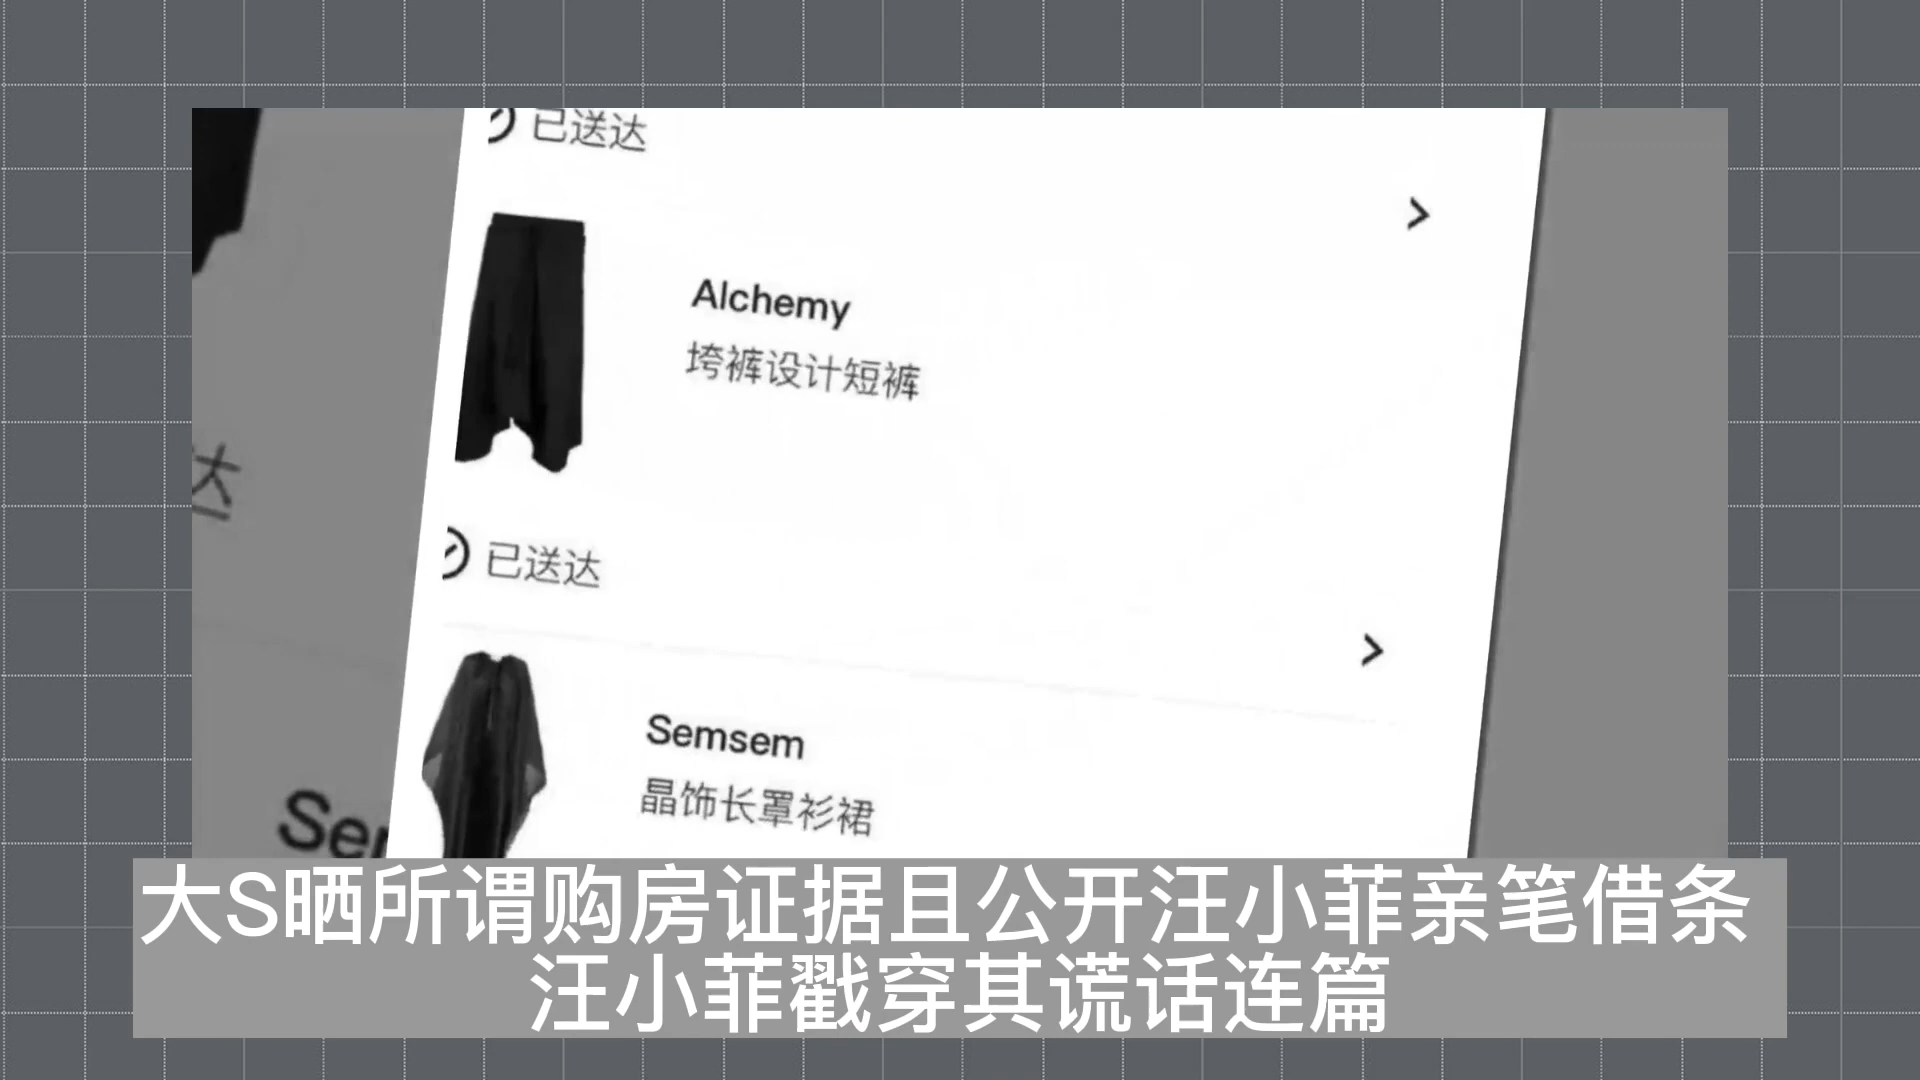 已送达
Alchemy
垮裤设计短裤
达
已送达
Semsem
晶饰长罩衫裙
Sem
大S晒所谓购房证据且公开汪小菲亲笔借条
汪小菲戳穿其谎话连篇